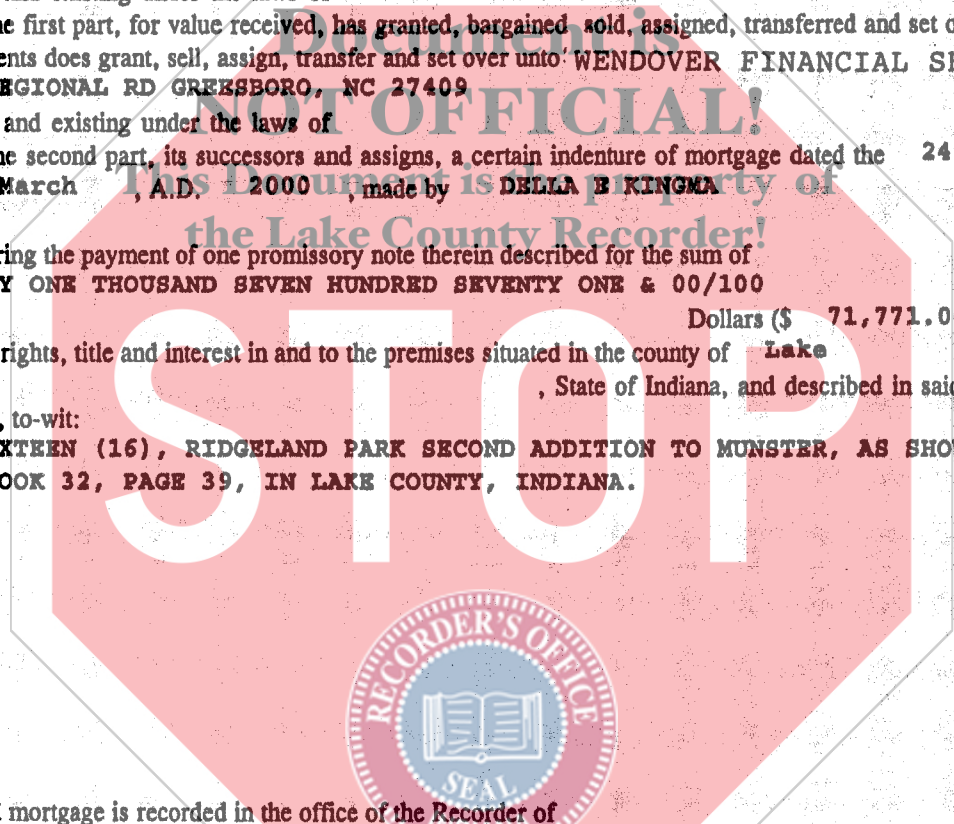 existing under the laws of
he first part, for value received, has granted, bargained sold, assigned, transferred and set o
Document is
ents does grant, sell, assign, transfer and set over unto WENDOVER FINANCIAL SE
EGIONAL RD GREESBORO, NC 27409
NOT OFFICIAL!
and existing under the laws of
he second part, its successors and assigns, a certain indenture of mortgage dated the 24
March , A.D. 2000 , made by DELLA B KINGMA
This Document is the property of
the Lake County Recorder!
ring the payment of one promissory note therein described for the sum of
Y ONE THOUSAND SEVEN HUNDRED SEVENTY ONE & 00/100
Dollars ($ 71,771.0
rights, title and interest in and to the premises situated in the county of Lake
, State of Indiana, and described in said
, to-wit:
XTEEN (16), RIDGELAND PARK SECOND ADDITION TO MUNSTER, AS SHO
OOK 32, PAGE 39, IN LAKE COUNTY, INDIANA.
STOP
RECORDER'S OFFICE
SEAL
mortgage is recorded in the office of the Recorder of